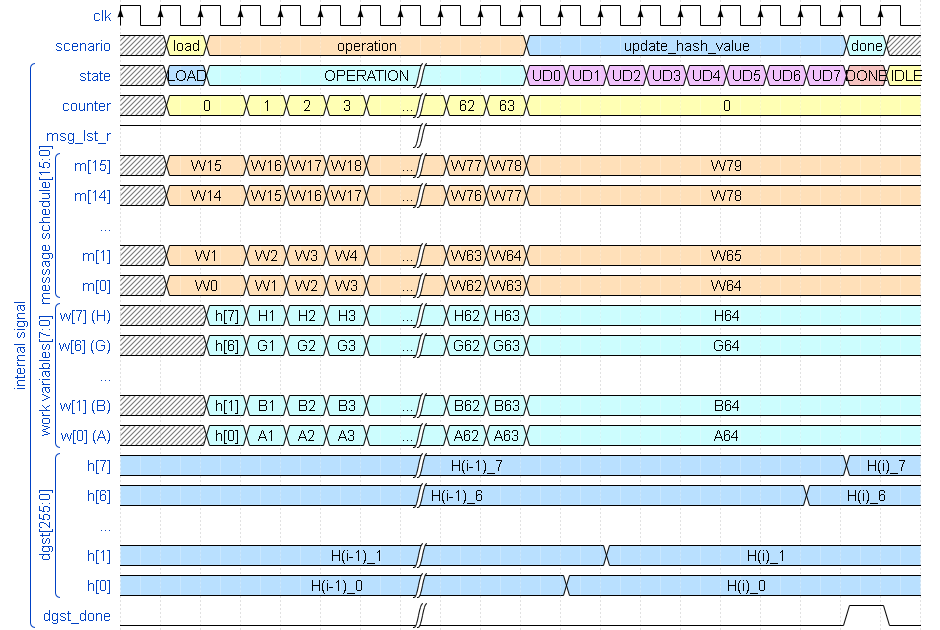 clk
scenario load operation update_hash_value done
state LOAD OPERATION UD0 UD1 UD2 UD3 UD4 UD5 UD6 UD7 DONE IDLE
counter 0 1 2 3 ... 62 63 0
msg_lst_r
m[15] W15 W16 W17 W18 ... W77 W78 W79
m[14] W14 W15 W16 W17 ... W76 W77 W78
...
m[1] W1 W2 W3 W4 ... W63 W64 W65
m[0] W0 W1 W2 W3 ... W62 W63 W64
w[7] (H) h[7] H1 H2 H3 ... H62 H63 H64
w[6] (G) h[6] G1 G2 G3 ... G62 G63 G64
...
w[1] (B) h[1] B1 B2 B3 ... B62 B63 B64
w[0] (A) h[0] A1 A2 A3 ... A62 A63 A64
h[7] H(i-1)_7 H(i)_7
h[6] H(i-1)_6 H(i)_6
...
h[1] H(i-1)_1 H(i)_1
h[0] H(i-1)_0 H(i)_0
dgst_done
internal signal
message schedule[15:0]
work variables[7:0]
dgst[255:0]